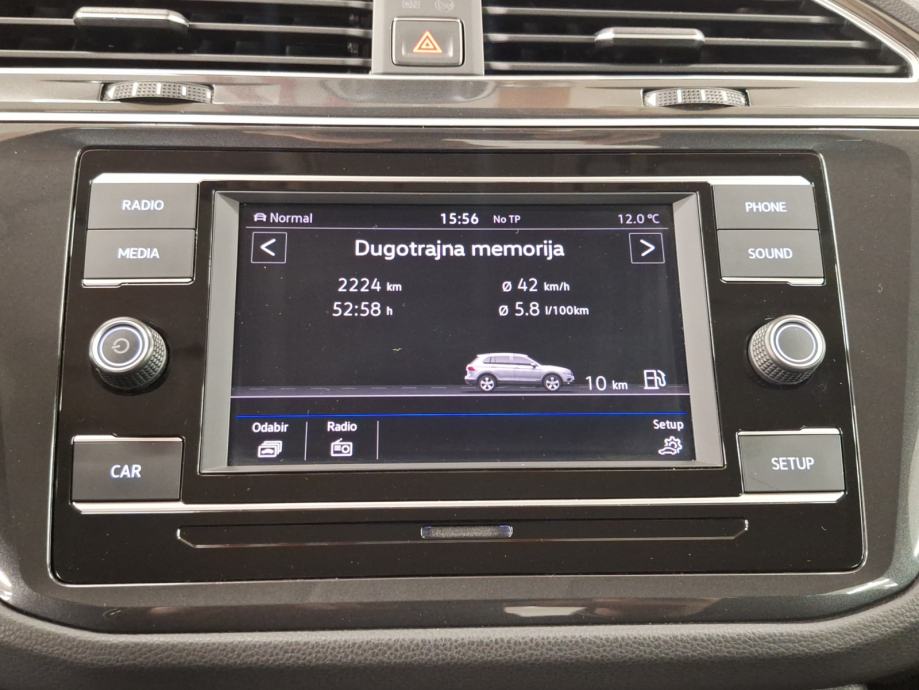 Normal 15:56 No TP 12.0 °C
< Dugotrajna memorija >
2224 km ø 42 km/h
52:58 h ø 5.8 l/100km
10 km
Odabir Radio Setup
RADIO
MEDIA
CAR
PHONE
SOUND
SETUP